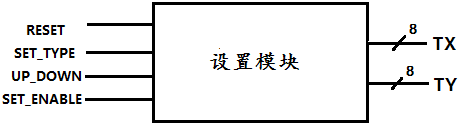 RESET
SET_TYPE
UP_DOWN
SET_ENABLE
设置模块
8
TX
8
TY